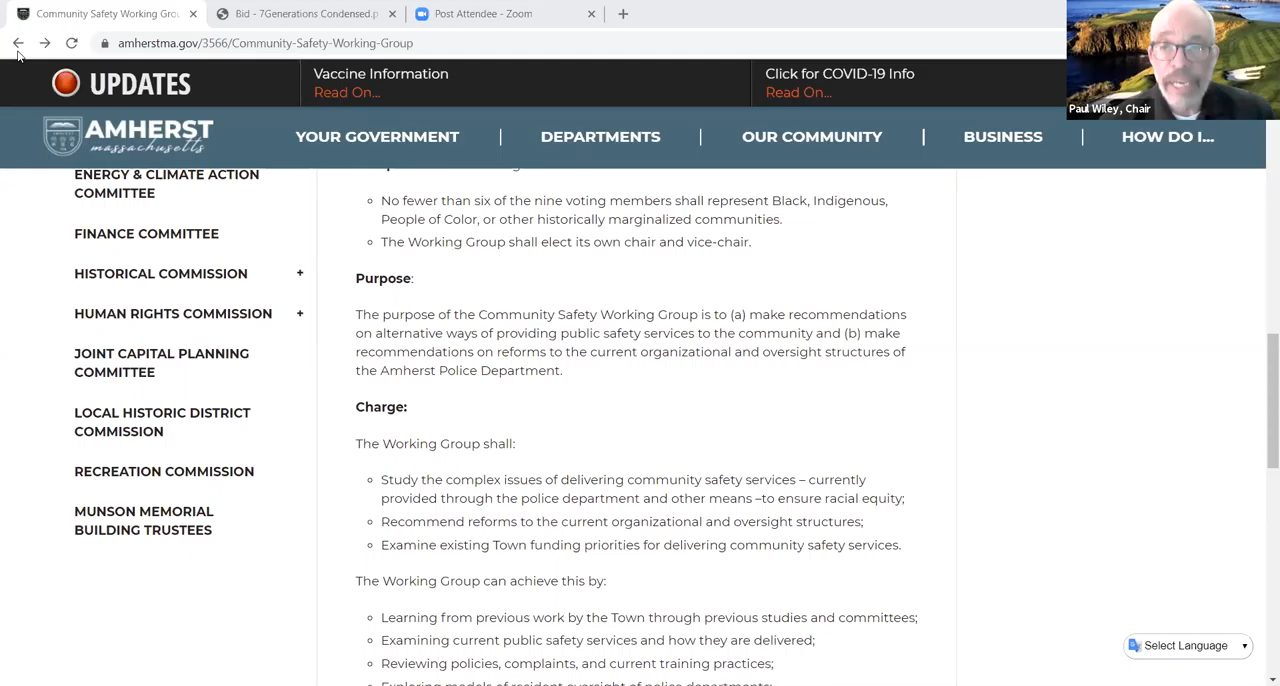 Community Safety Working Grou
Bid - 7Generations Condensed.p
Post Attendee - Zoom
amherstma.gov/3566/Community-Safety-Working-Group
Paul Wiley, Chair
UPDATES
Vaccine Information
Read On...
Click for COVID-19 Info
Read On...
AMHERST
massachusetts
YOUR GOVERNMENT
DEPARTMENTS
OUR COMMUNITY
BUSINESS
HOW DO I...
ENERGY & CLIMATE ACTION
COMMITTEE
FINANCE COMMITTEE
HISTORICAL COMMISSION +
HUMAN RIGHTS COMMISSION +
JOINT CAPITAL PLANNING
COMMITTEE
LOCAL HISTORIC DISTRICT
COMMISSION
RECREATION COMMISSION
MUNSON MEMORIAL
BUILDING TRUSTEES
No fewer than six of the nine voting members shall represent Black, Indigenous,
People of Color, or other historically marginalized communities.
The Working Group shall elect its own chair and vice-chair.
Purpose:
The purpose of the Community Safety Working Group is to (a) make recommendations
on alternative ways of providing public safety services to the community and (b) make
recommendations on reforms to the current organizational and oversight structures of
the Amherst Police Department.
Charge:
The Working Group shall:
Study the complex issues of delivering community safety services – currently
provided through the police department and other means –to ensure racial equity;
Recommend reforms to the current organizational and oversight structures;
Examine existing Town funding priorities for delivering community safety services.
The Working Group can achieve this by:
Learning from previous work by the Town through previous studies and committees;
Examining current public safety services and how they are delivered;
Reviewing policies, complaints, and current training practices;
Exploring models of resident oversight of police departments;
Select Language